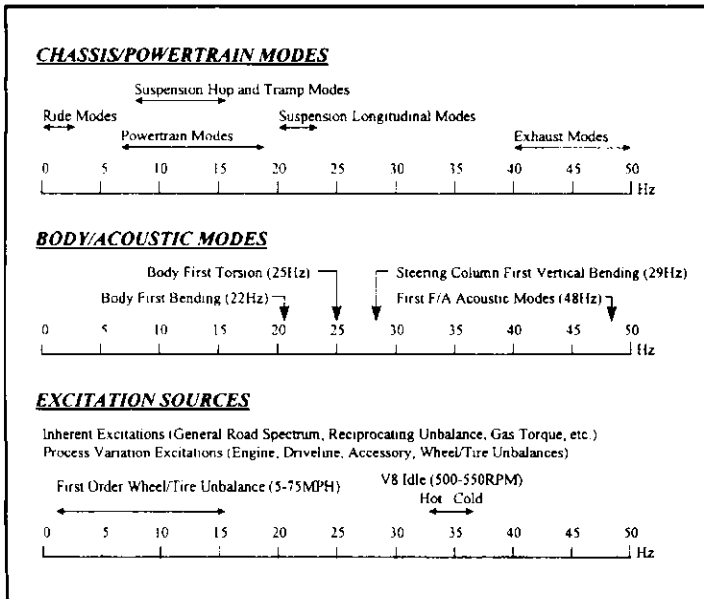 CHASSIS/POWERTRAIN MODES
Suspension Hop and Tramp Modes
Ride Modes
Suspension Longitudinal Modes
Powertrain Modes
Exhaust Modes
0 5 10 15 20 25 30 35 40 45 50
Hz
BODY/ACOUSTIC MODES
Body First Torsion (25Hz)
Steering Column First Vertical Bending (29Hz)
Body First Bending (22Hz)
First F/A Acoustic Modes (48Hz)
0 5 10 15 20 25 30 35 40 45 50
Hz
EXCITATION SOURCES
Inherent Excitations (General Road Spectrum, Reciprocating Unbalance, Gas Torque, etc.)
Process Variation Excitations (Engine, Driveline, Accessory, Wheel/Tire Unbalances)
V8 Idle (500-550RPM)
First Order Wheel/Tire Unbalance (5-75MPH)
Hot Cold
0 5 10 15 20 25 30 35 40 45 50
Hz